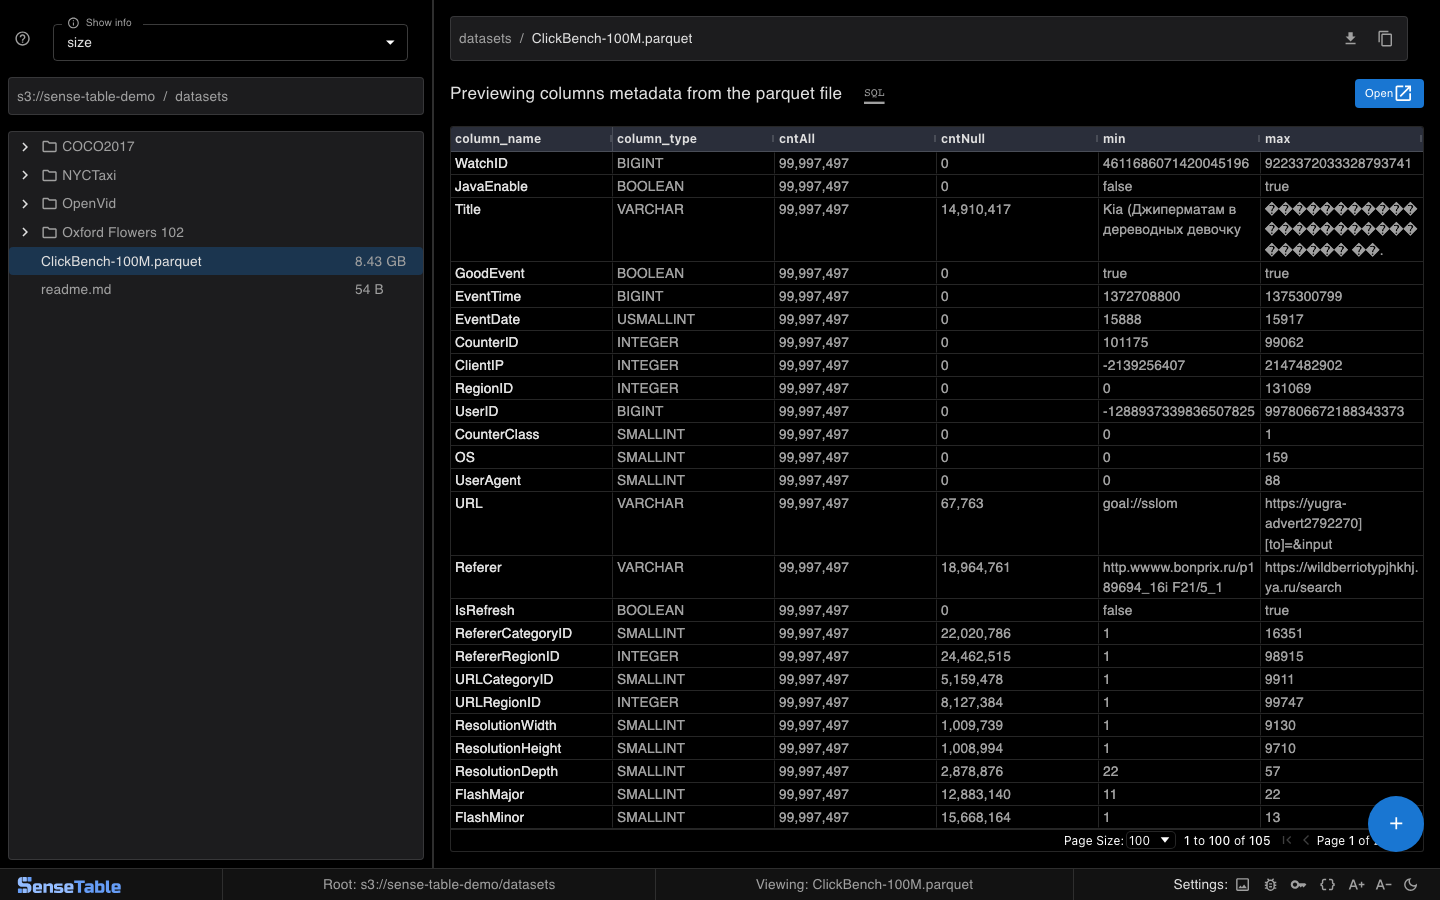 Show info
size
s3://sense-table-demo / datasets
COCO2017
NYCTaxi
OpenVid
Oxford Flowers 102
ClickBench-100M.parquet 8.43 GB
readme.md 54 B
datasets / ClickBench-100M.parquet
Previewing columns metadata from the parquet file SQL
Open
column_name column_type cntAll cntNull min max
WatchID BIGINT 99,997,497 0 4611686071420045196 9223372033328793741
JavaEnable BOOLEAN 99,997,497 0 false true
Title VARCHAR 99,997,497 14,910,417 Kia (Джиперматам в �����������
дереводных девочку �����������
������ ��.
GoodEvent BOOLEAN 99,997,497 0 true true
EventTime BIGINT 99,997,497 0 1372708800 1375300799
EventDate USMALLINT 99,997,497 0 15888 15917
CounterID INTEGER 99,997,497 0 101175 99062
ClientIP INTEGER 99,997,497 0 -2139256407 2147482902
RegionID INTEGER 99,997,497 0 0 131069
UserID BIGINT 99,997,497 0 -1288937339836507825 997806672188343373
CounterClass SMALLINT 99,997,497 0 0 1
OS SMALLINT 99,997,497 0 0 159
UserAgent SMALLINT 99,997,497 0 0 88
URL VARCHAR 99,997,497 67,763 goal://sslom https://yugra-
advert2792270]
[to]=&input
Referer VARCHAR 99,997,497 18,964,761 http.wwww.bonprix.ru/p1 https://wildberriotypjhkhj.
89694_16i F21/5_1 ya.ru/search
IsRefresh BOOLEAN 99,997,497 0 false true
RefererCategoryID SMALLINT 99,997,497 22,020,786 1 16351
RefererRegionID INTEGER 99,997,497 24,462,515 1 98915
URLCategoryID SMALLINT 99,997,497 5,159,478 1 9911
URLRegionID INTEGER 99,997,497 8,127,384 1 99747
ResolutionWidth SMALLINT 99,997,497 1,009,739 1 9130
ResolutionHeight SMALLINT 99,997,497 1,008,994 1 9710
ResolutionDepth SMALLINT 99,997,497 2,878,876 22 57
FlashMajor SMALLINT 99,997,497 12,883,140 11 22
FlashMinor SMALLINT 99,997,497 15,668,164 1 13
Page Size: 100 1 to 100 of 105 Page 1 of
SenseTable Root: s3://sense-table-demo/datasets Viewing: ClickBench-100M.parquet Settings: A+ A-